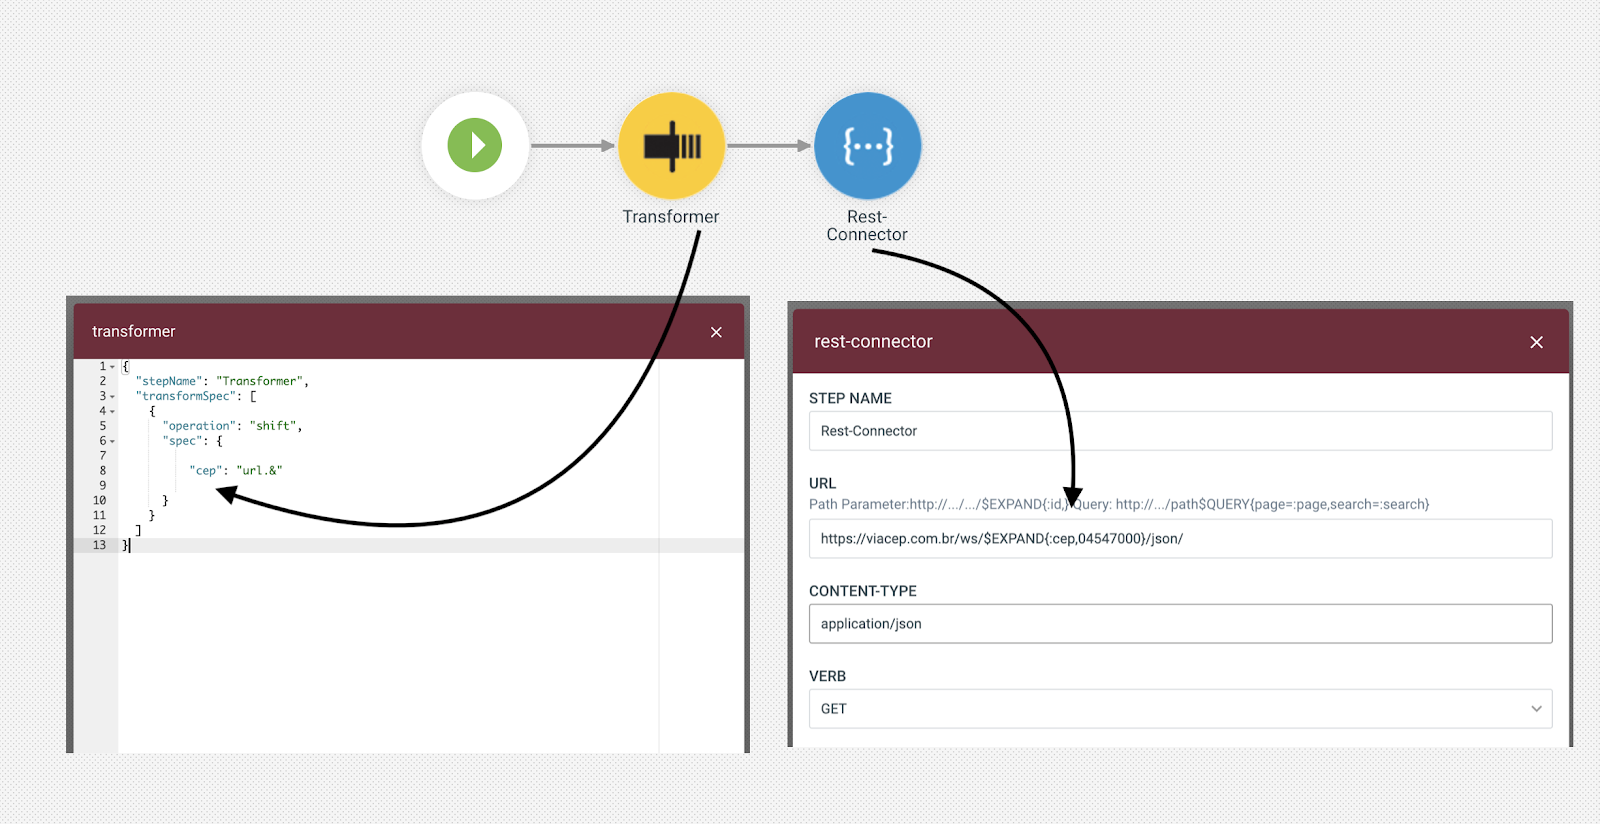 Transformer
Rest-
Connector
transformer
1 {
2 "stepName": "Transformer",
3 "transformSpec": [
4 {
5 "operation": "shift",
6 "spec": {
7
8 "cep": "url.&"
9
10 }
11 }
12 ]
13 }
rest-connector
STEP NAME
Rest-Connector
URL
Path Parameter:http://.../.../$EXPAND{:id,} Query: http://.../path$QUERY{page=:page,search=:search}
https://viacep.com.br/ws/$EXPAND{:cep,04547000}/json/
CONTENT-TYPE
application/json
VERB
GET